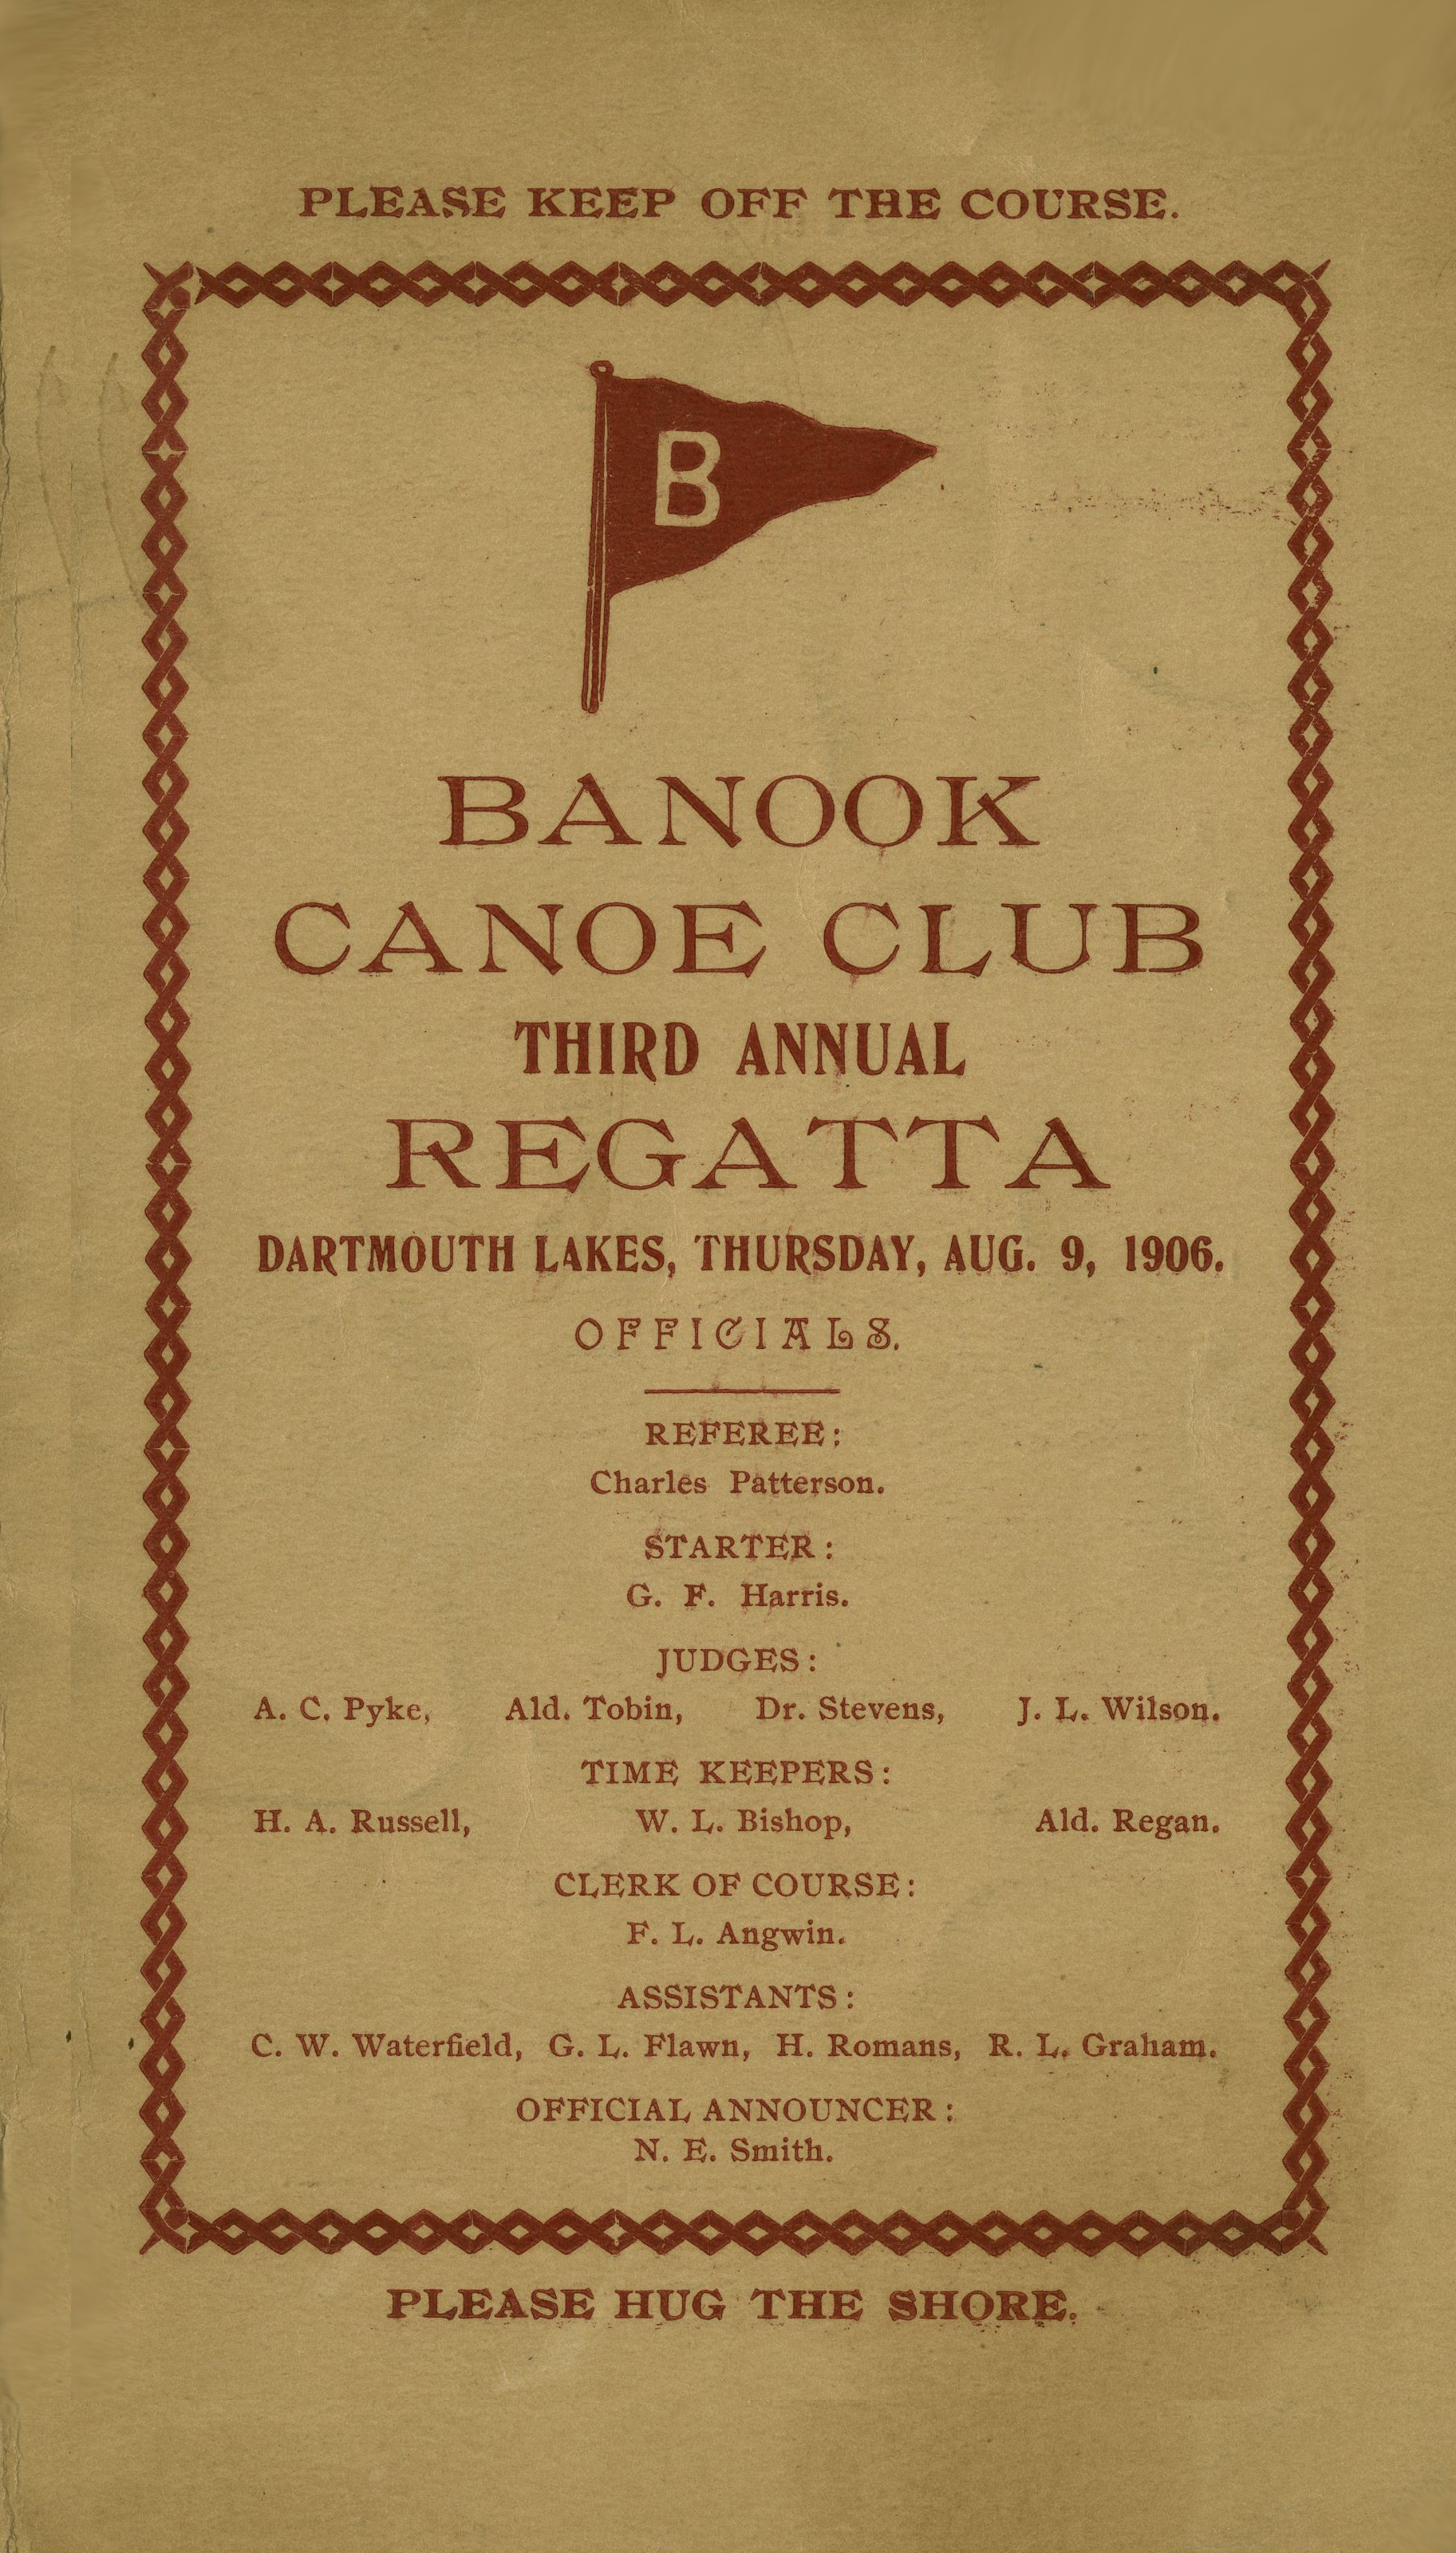 PLEASE KEEP OFF THE COURSE.
B
BANOOK
CANOE CLUB
THIRD ANNUAL
REGATTA
DARTMOUTH LAKES, THURSDAY, AUG. 9, 1906.
OFFICIALS.
REFEREE:
Charles Patterson.
STARTER:
G. F. Harris.
JUDGES:
A. C. Pyke, Ald. Tobin, Dr. Stevens, J. L. Wilson.
TIME KEEPERS:
H. A. Russell, W. L. Bishop, Ald. Regan.
CLERK OF COURSE:
F. L. Angwin.
ASSISTANTS:
C. W. Waterfield, G. L. Flawn, H. Romans, R. L. Graham.
OFFICIAL ANNOUNCER:
N. E. Smith.
PLEASE HUG THE SHORE.